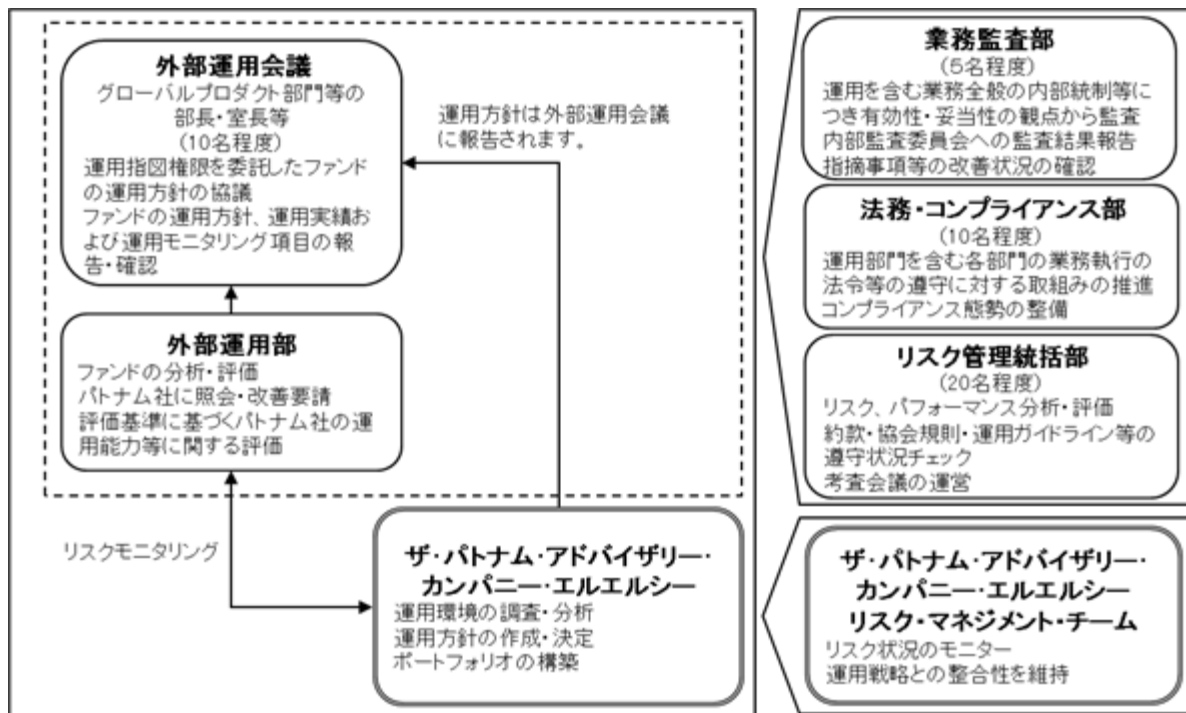 外部運用会議
グローバルプロダクト部門等の
部長・室長等
(10名程度)
運用指図権限を委託したファンド
の運用方針の協議
ファンドの運用方針、運用実績お
よび運用モニタリング項目の報
告・確認
運用方針は外部運用会議
に報告されます。
外部運用部
ファンドの分析・評価
パトナム社に照会・改善要請
評価基準に基づくパトナム社の運
用能力等に関する評価
リスクモニタリング
ザ・パトナム・アドバイザリー・
カンパニー・エルエルシー
運用環境の調査・分析
運用方針の作成・決定
ポートフォリオの構築
業務監査部
(5名程度)
運用を含む業務全般の内部統制等に
つき有効性・妥当性の観点から監査
内部監査委員会への監査結果報告
指摘事項等の改善状況の確認
法務・コンプライアンス部
(10名程度)
運用部門を含む各部門の業務執行の
法令等の遵守に対する取組みの推進
コンプライアンス態勢の整備
リスク管理統括部
(20名程度)
リスク、パフォーマンス分析・評価
約款・協会規則・運用ガイドライン等の
遵守状況チェック
考査会議の運営
ザ・パトナム・アドバイザリー・
カンパニー・エルエルシー
リスク・マネジメント・チーム
リスク状況のモニター
運用戦略との整合性を維持